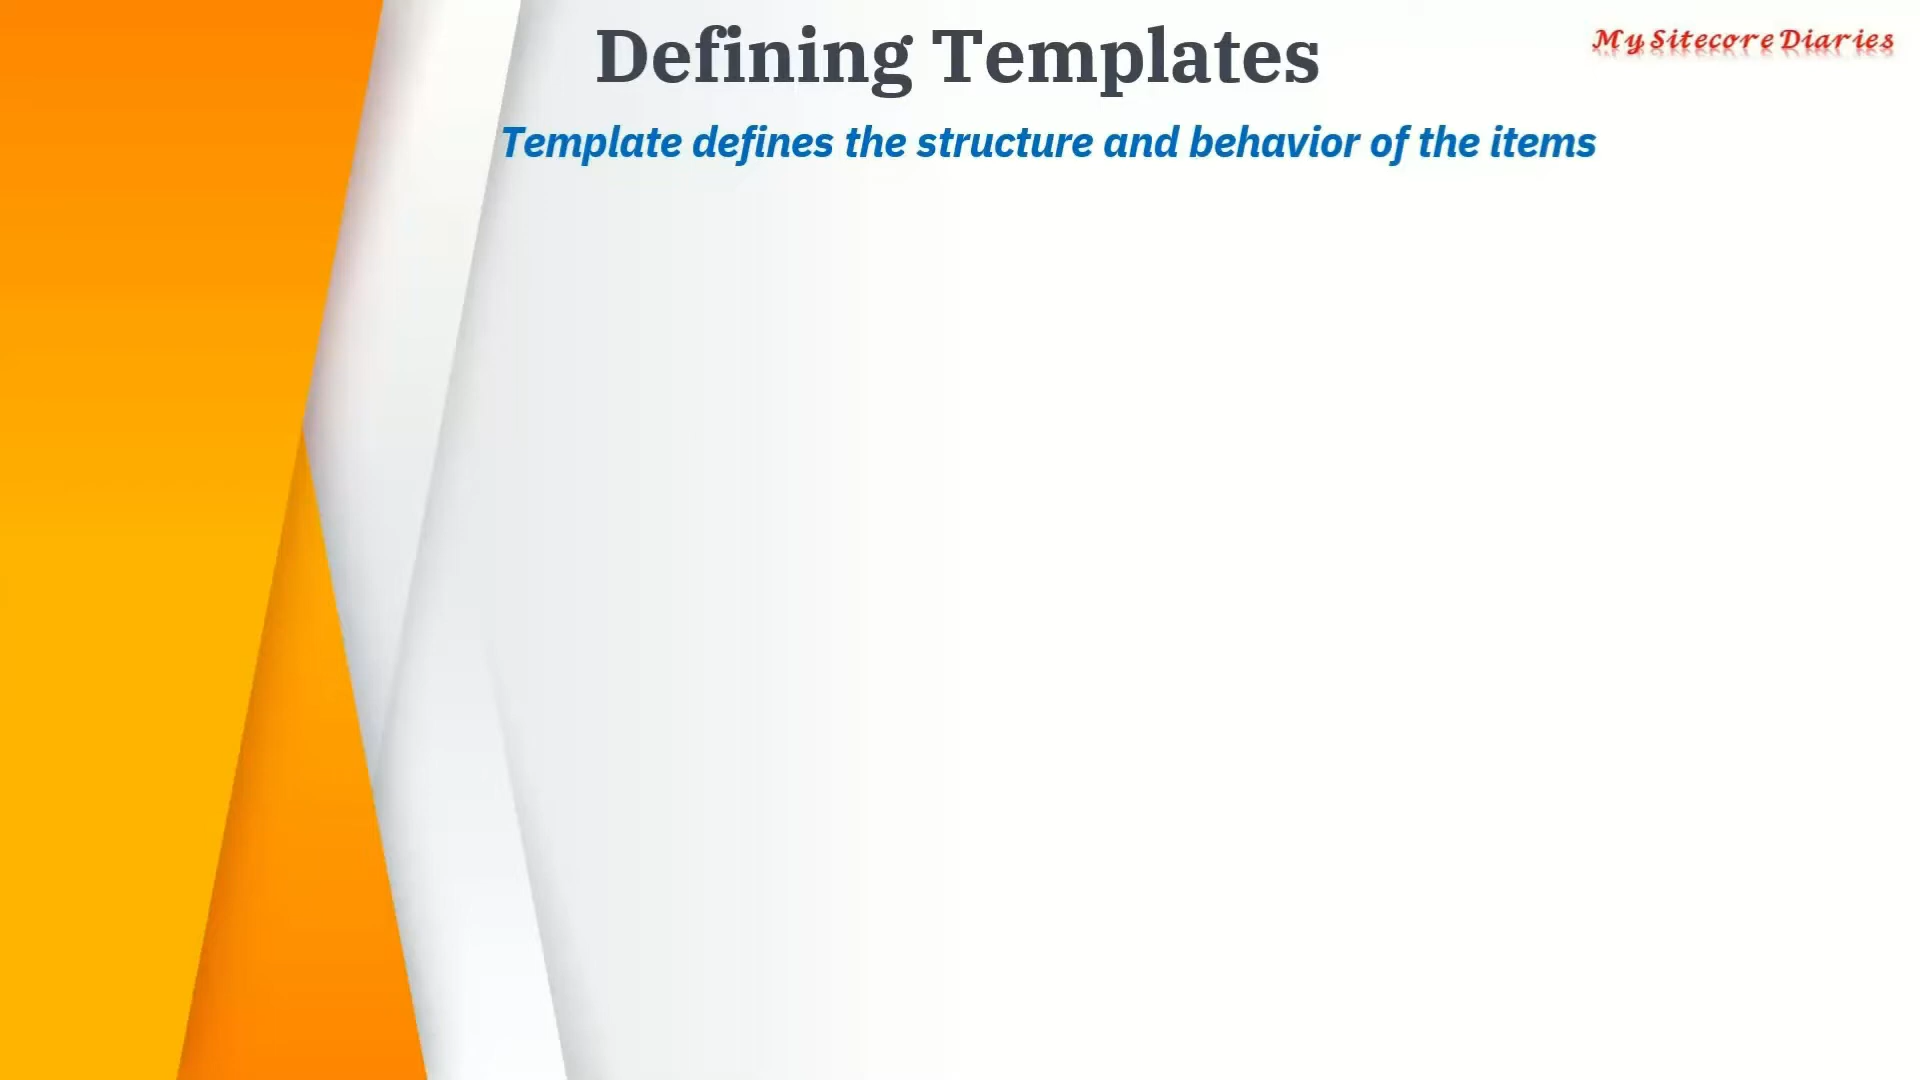 Defining Templates
My Sitecore Diaries
Template defines the structure and behavior of the items